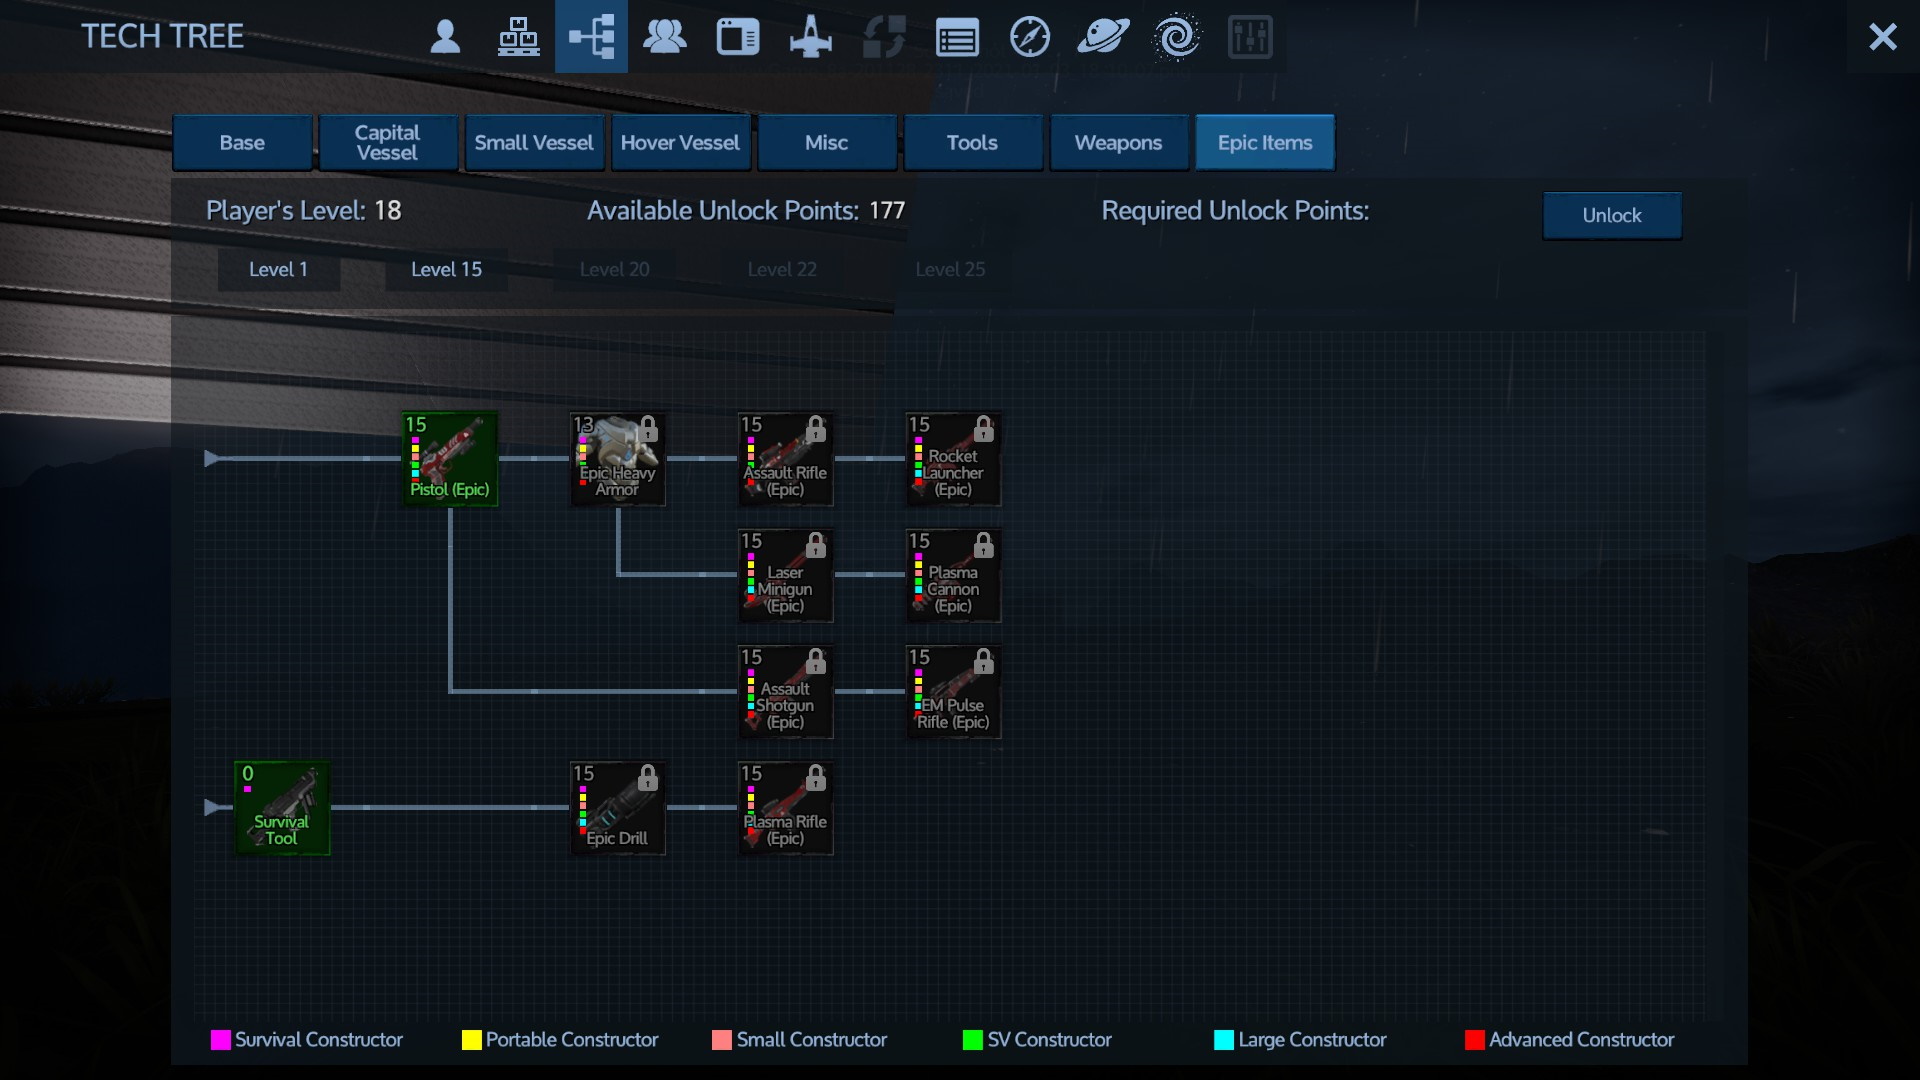 TECH TREE
Base
Capital
Vessel
Small Vessel
Hover Vessel
Misc
Tools
Weapons
Epic Items
Player's Level: 18
Available Unlock Points: 177
Required Unlock Points:
Unlock
Level 1
Level 15
Level 20
Level 22
Level 25
15
Pistol (Epic)
13
Epic Heavy
Armor
15
Assault Rifle
(Epic)
15
Rocket
Launcher
(Epic)
15
Laser
Minigun
(Epic)
15
Plasma
Cannon
(Epic)
15
Assault
Shotgun
(Epic)
15
EM Pulse
Rifle (Epic)
0
Survival
Tool
15
Epic Drill
15
Plasma Rifle
(Epic)
Survival Constructor
Portable Constructor
Small Constructor
SV Constructor
Large Constructor
Advanced Constructor